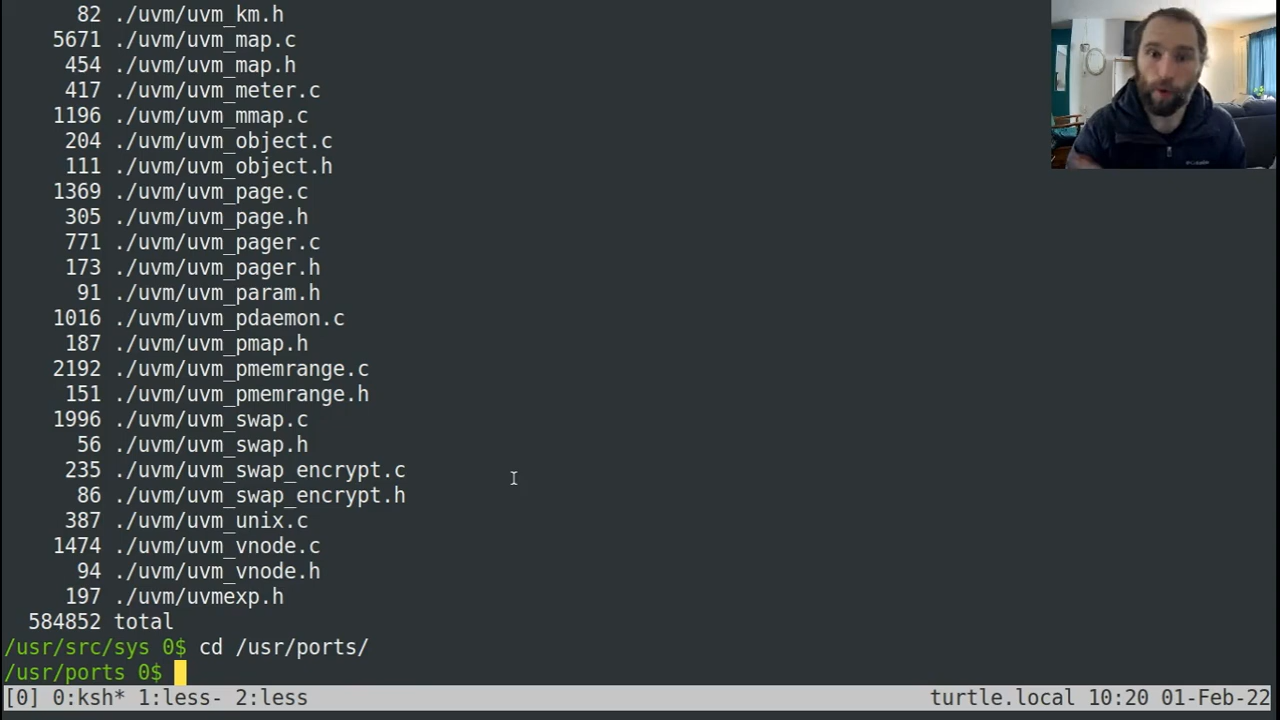 82 ./uvm/uvm_km.h
5671 ./uvm/uvm_map.c
454 ./uvm/uvm_map.h
417 ./uvm/uvm_meter.c
1196 ./uvm/uvm_mmap.c
204 ./uvm/uvm_object.c
111 ./uvm/uvm_object.h
1369 ./uvm/uvm_page.c
305 ./uvm/uvm_page.h
771 ./uvm/uvm_pager.c
173 ./uvm/uvm_pager.h
91 ./uvm/uvm_param.h
1016 ./uvm/uvm_pdaemon.c
187 ./uvm/uvm_pmap.h
2192 ./uvm/uvm_pmemrange.c
151 ./uvm/uvm_pmemrange.h
1996 ./uvm/uvm_swap.c
56 ./uvm/uvm_swap.h
235 ./uvm/uvm_swap_encrypt.c
86 ./uvm/uvm_swap_encrypt.h
387 ./uvm/uvm_unix.c
1474 ./uvm/uvm_vnode.c
94 ./uvm/uvm_vnode.h
197 ./uvm/uvmexp.h
584852 total
/usr/src/sys 0$ cd /usr/ports/
/usr/ports 0$
[0] 0:ksh* 1:less- 2:less turtle.local 10:20 01-Feb-22